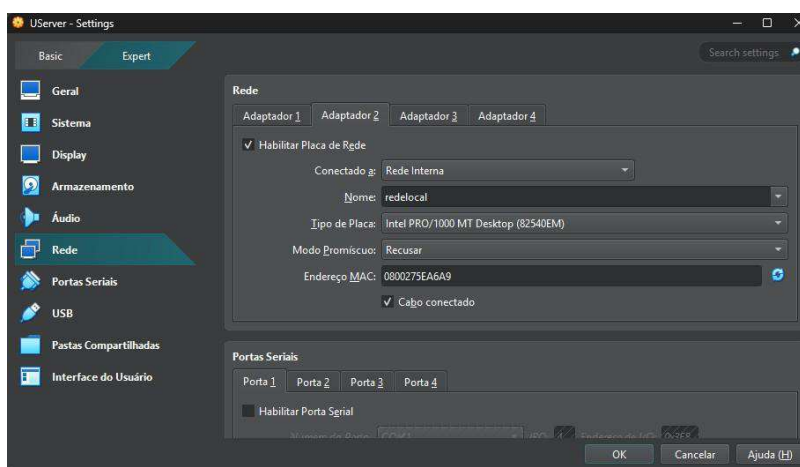 UServer - Settings
Basic Expert Search settings
Geral
Sistema
Display
Armazenamento
Áudio
Rede
Portas Seriais
USB
Pastas Compartilhadas
Interface do Usuário
Rede
Adaptador 1 Adaptador 2 Adaptador 3 Adaptador 4
Habilitar Placa de Rede
Conectado a: Rede Interna
Nome: redelocal
Tipo de Placa: Intel PRO/1000 MT Desktop (82540EM)
Modo Promíscuo: Recusar
Endereço MAC: 0800275EA6A9
Cabo conectado
Portas Seriais
Porta 1 Porta 2 Porta 3 Porta 4
Habilitar Porta Serial
OK Cancelar Ajuda (H)